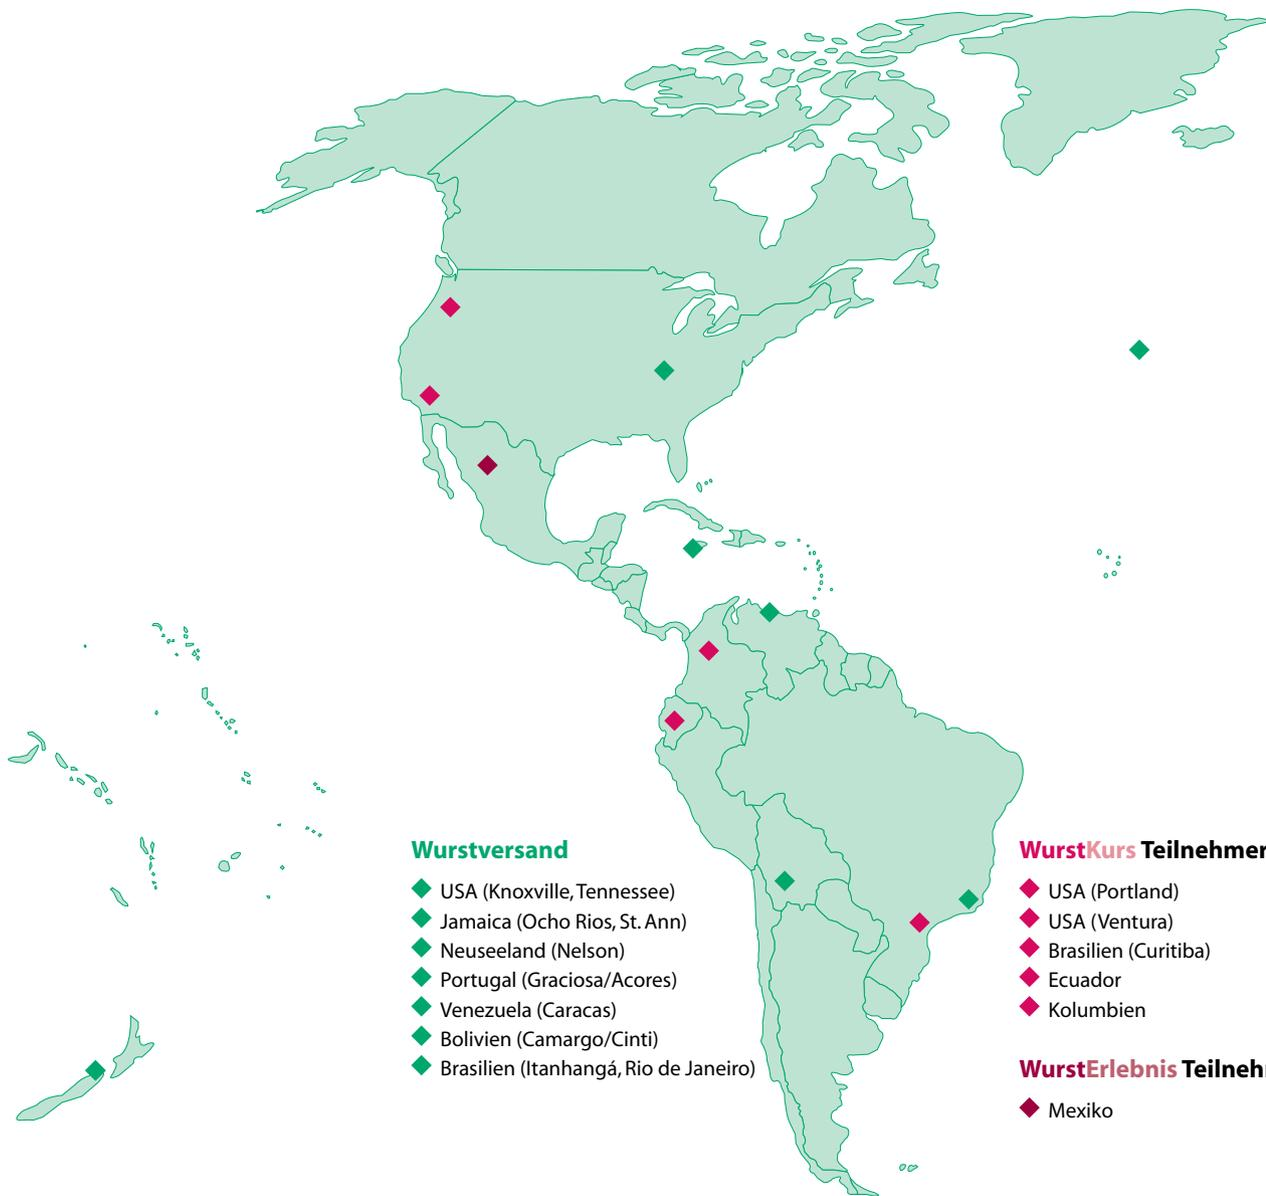 Wurstversand
USA (Knoxville, Tennessee)
Jamaica (Ocho Rios, St. Ann)
Neuseeland (Nelson)
Portugal (Graciosa/Acores)
Venezuela (Caracas)
Bolivien (Camargo/Cinti)
Brasilien (Itanhangá, Rio de Janeiro)
WurstKurs Teilnehmer
USA (Portland)
USA (Ventura)
Brasilien (Curitiba)
Ecuador
Kolumbien
WurstErlebnis Teilneh
Mexiko